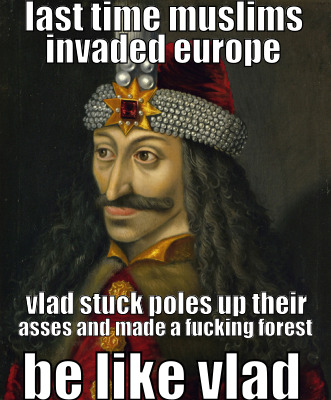 last time muslims
invaded europe
vlad stuck poles up their
asses and made a fucking forest
be like vlad